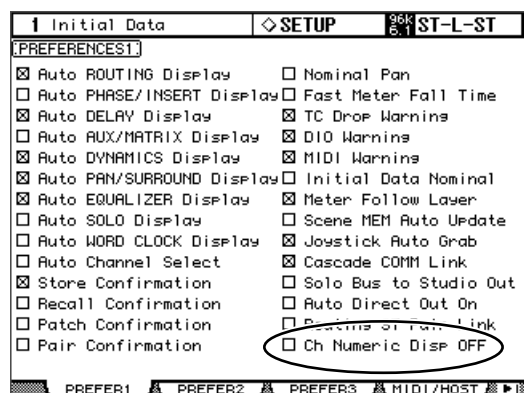 1 Initial Data ◇SETUP 96k 6.1 ST-L-ST
PREFERENCES1
☒ Auto ROUTING Display ☐ Nominal Pan
☐ Auto PHASE/INSERT Display ☐ Fast Meter Fall Time
☒ Auto DELAY Display ☒ TC Drop Warning
☐ Auto AUX/MATRIX Display ☒ DIO Warning
☒ Auto DYNAMICS Display ☒ MIDI Warning
☒ Auto PAN/SURROUND Display ☐ Initial Data Nominal
☒ Auto EQUALIZER Display ☒ Meter Follow Layer
☐ Auto SOLO Display ☐ Scene MEM Auto Update
☐ Auto WORD CLOCK Display ☒ Joystick Auto Grab
☐ Auto Channel Select ☒ Cascade COMM Link
☒ Store Confirmation ☐ Solo Bus to Studio Out
☐ Recall Confirmation ☐ Auto Direct Out On
☐ Patch Confirmation ☐ Routing ST Pair Link
☐ Pair Confirmation ☐ Ch Numeric Disp OFF
PREFER1 PREFER2 PREFER3 MIDI/HOST